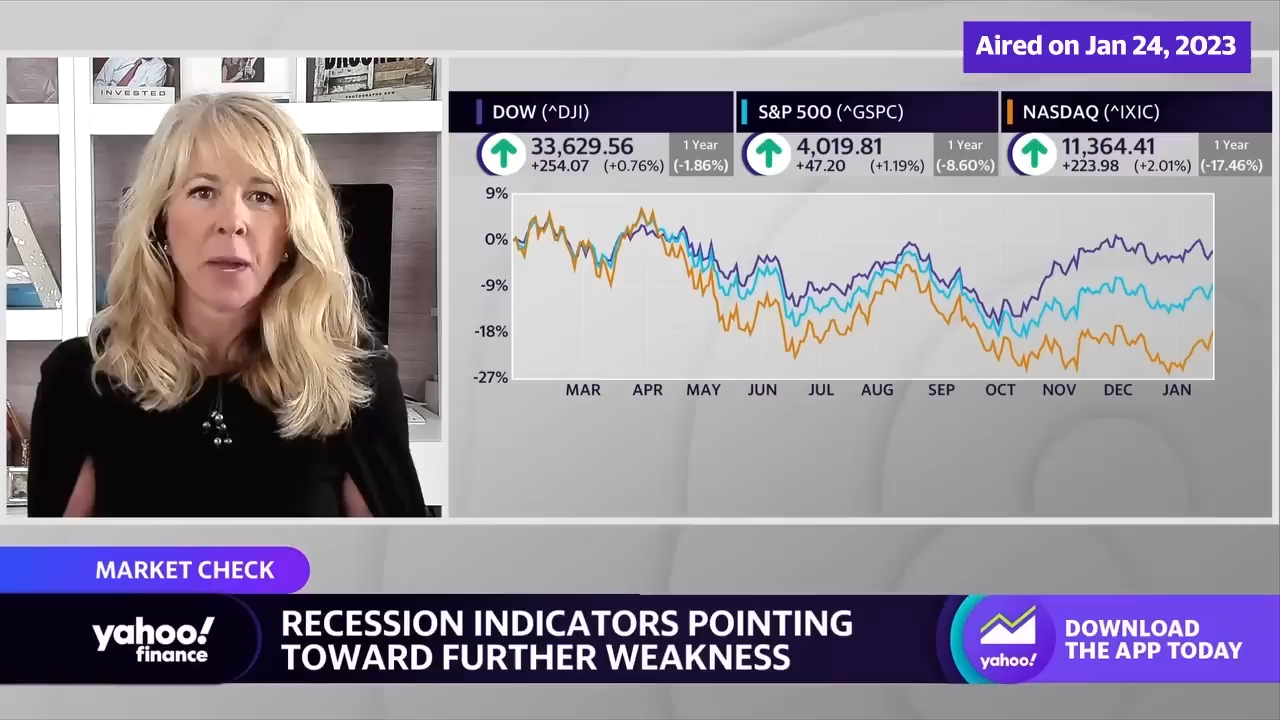 Aired on Jan 24, 2023
INVESTED
BROOKLYN
DOW (^DJI)
33,629.56
+254.07 (+0.76%)
1 Year
(-1.86%)
S&P 500 (^GSPC)
4,019.81
+47.20 (+1.19%)
1 Year
(-8.60%)
NASDAQ (^IXIC)
11,364.41
+223.98 (+2.01%)
1 Year
(-17.46%)
9%
0%
-9%
-18%
-27%
MAR APR MAY JUN JUL AUG SEP OCT NOV DEC JAN
MARKET CHECK
yahoo!
finance
RECESSION INDICATORS POINTING
TOWARD FURTHER WEAKNESS
yahoo!
DOWNLOAD
THE APP TODAY